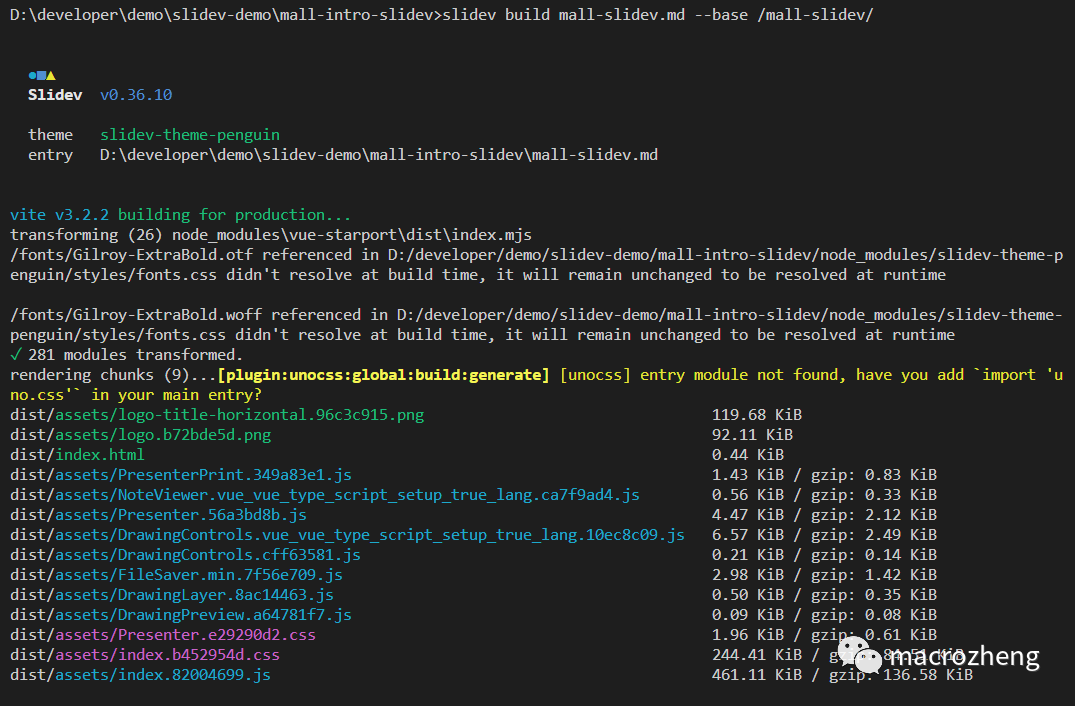 D:\developer\demo\slidev-demo\mall-intro-slidev>slidev build mall-slidev.md --base /mall-slidev/
Slidev v0.36.10
theme slidev-theme-penguin
entry D:\developer\demo\slidev-demo\mall-intro-slidev\mall-slidev.md
vite v3.2.2 building for production...
transforming (26) node_modules\vue-starport\dist\index.mjs
/fonts/Gilroy-ExtraBold.otf referenced in D:/developer/demo/slidev-demo/mall-intro-slidev/node_modules/slidev-theme-p
enguin/styles/fonts.css didn't resolve at build time, it will remain unchanged to be resolved at runtime
/fonts/Gilroy-ExtraBold.woff referenced in D:/developer/demo/slidev-demo/mall-intro-slidev/node_modules/slidev-theme-
penguin/styles/fonts.css didn't resolve at build time, it will remain unchanged to be resolved at runtime
✓ 281 modules transformed.
rendering chunks (9)...[plugin:unocss:global:build:generate] [unocss] entry module not found, have you add `import 'u
no.css'` in your main entry?
dist/assets/logo-title-horizontal.96c3c915.png 119.68 KiB
dist/assets/logo.b72bde5d.png 92.11 KiB
dist/index.html 0.44 KiB
dist/assets/PresenterPrint.349a83e1.js 1.43 KiB / gzip: 0.83 KiB
dist/assets/NoteViewer.vue_vue_type_script_setup_true_lang.ca7f9ad4.js 0.56 KiB / gzip: 0.33 KiB
dist/assets/Presenter.56a3bd8b.js 4.47 KiB / gzip: 2.12 KiB
dist/assets/DrawingControls.vue_vue_type_script_setup_true_lang.10ec8c09.js 6.57 KiB / gzip: 2.49 KiB
dist/assets/DrawingControls.cff63581.js 0.21 KiB / gzip: 0.14 KiB
dist/assets/FileSaver.min.7f56e709.js 2.98 KiB / gzip: 1.42 KiB
dist/assets/DrawingLayer.8ac14463.js 0.50 KiB / gzip: 0.35 KiB
dist/assets/DrawingPreview.a64781f7.js 0.09 KiB / gzip: 0.08 KiB
dist/assets/Presenter.e29290d2.css 1.96 KiB / gzip: 0.61 KiB
dist/assets/index.b452954d.css 244.41 KiB / gzip: KiB
macrozheng
dist/assets/index.82004699.js 461.11 KiB / gzip: 136.58 KiB